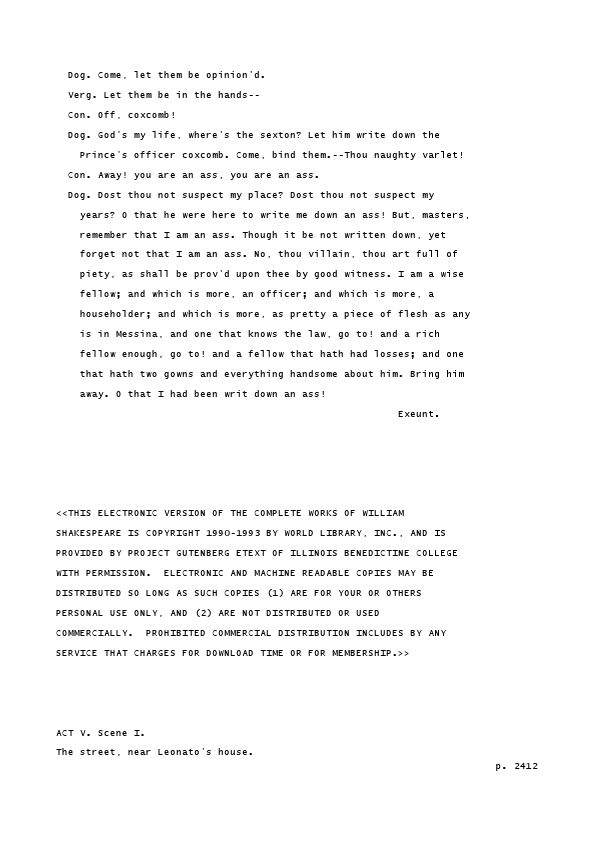 Dog. Come, let them be opinion'd.
Verg. Let them be in the hands--
Con. Off, coxcomb!
Dog. God's my life, where's the sexton? Let him write down the
Prince's officer coxcomb. Come, bind them.--Thou naughty varlet!
Con. Away! you are an ass, you are an ass.
Dog. Dost thou not suspect my place? Dost thou not suspect my
years? O that he were here to write me down an ass! But, masters,
remember that I am an ass. Though it be not written down, yet
forget not that I am an ass. No, thou villain, thou art full of
piety, as shall be prov'd upon thee by good witness. I am a wise
fellow; and which is more, an officer; and which is more, a
householder; and which is more, as pretty a piece of flesh as any
is in Messina, and one that knows the law, go to! and a rich
fellow enough, go to! and a fellow that hath had losses; and one
that hath two gowns and everything handsome about him. Bring him
away. O that I had been writ down an ass!
Exeunt.
<<THIS ELECTRONIC VERSION OF THE COMPLETE WORKS OF WILLIAM
SHAKESPEARE IS COPYRIGHT 1990-1993 BY WORLD LIBRARY, INC., AND IS
PROVIDED BY PROJECT GUTENBERG ETEXT OF ILLINOIS BENEDICTINE COLLEGE
WITH PERMISSION.  ELECTRONIC AND MACHINE READABLE COPIES MAY BE
DISTRIBUTED SO LONG AS SUCH COPIES (1) ARE FOR YOUR OR OTHERS
PERSONAL USE ONLY, AND (2) ARE NOT DISTRIBUTED OR USED
COMMERCIALLY.  PROHIBITED COMMERCIAL DISTRIBUTION INCLUDES BY ANY
SERVICE THAT CHARGES FOR DOWNLOAD TIME OR FOR MEMBERSHIP.>>
ACT V. Scene I.
The street, near Leonato's house.
p. 2412